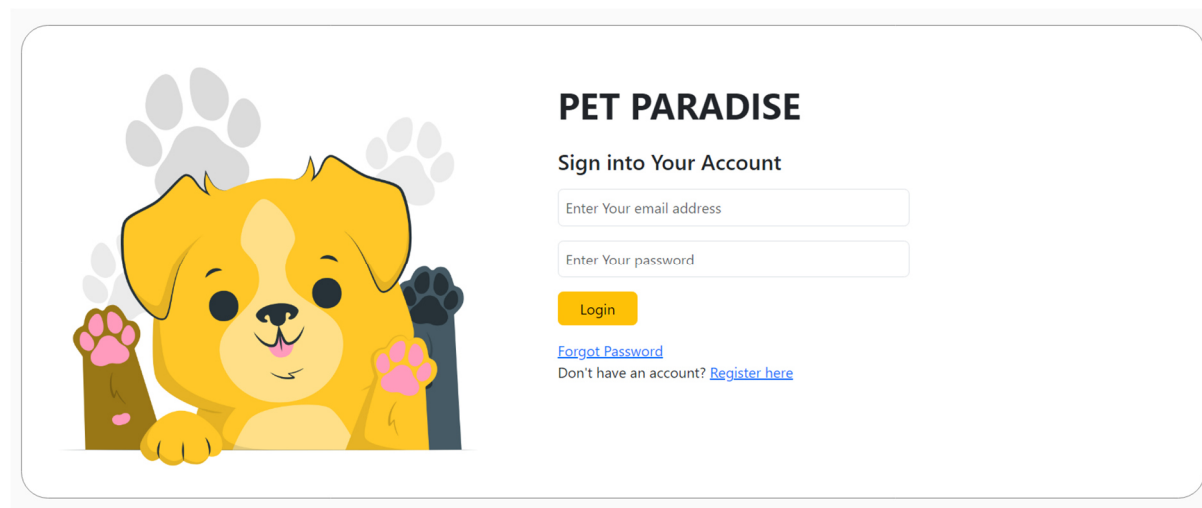 PET PARADISE
Sign into Your Account
Enter Your email address
Enter Your password
Login
Forgot Password
Don't have an account? Register here